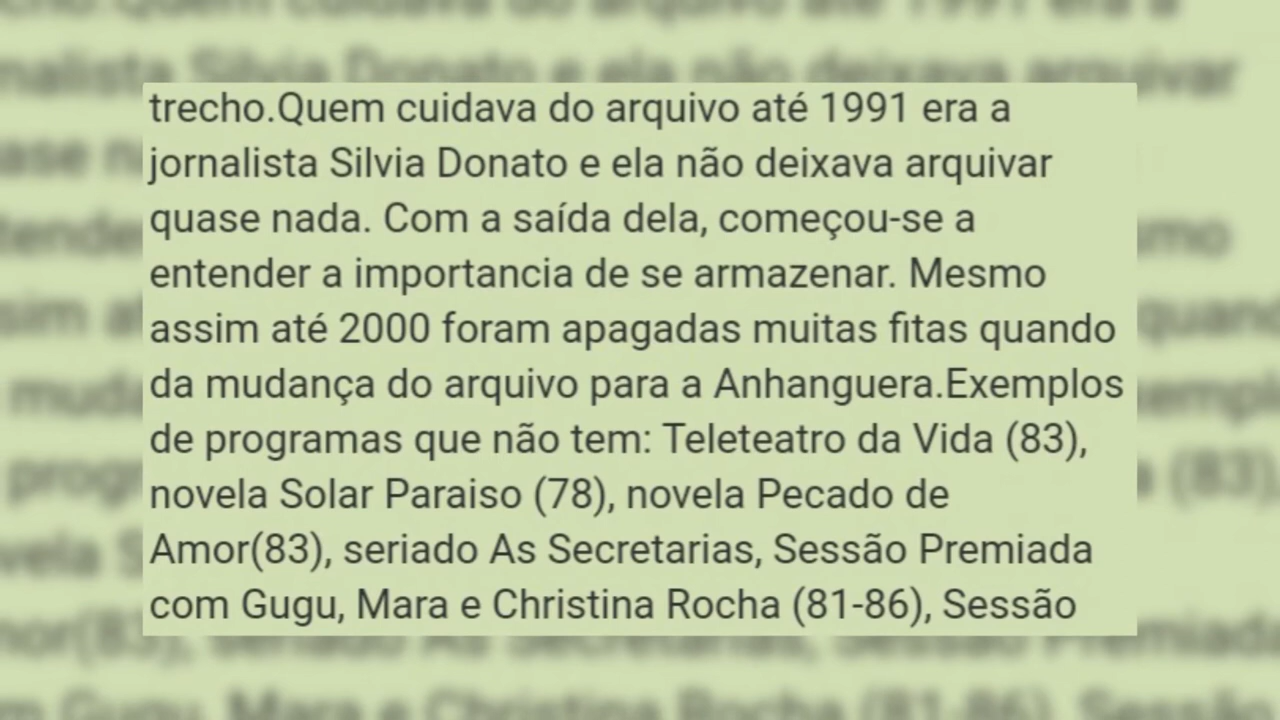 trecho.Quem cuidava do arquivo até 1991 era a
jornalista Silvia Donato e ela não deixava arquivar
quase nada. Com a saída dela, começou-se a
entender a importancia de se armazenar. Mesmo
assim até 2000 foram apagadas muitas fitas quando
da mudança do arquivo para a Anhanguera.Exemplos
de programas que não tem: Teleteatro da Vida (83),
novela Solar Paraiso (78), novela Pecado de
Amor(83), seriado As Secretarias, Sessão Premiada
com Gugu, Mara e Christina Rocha (81-86), Sessão